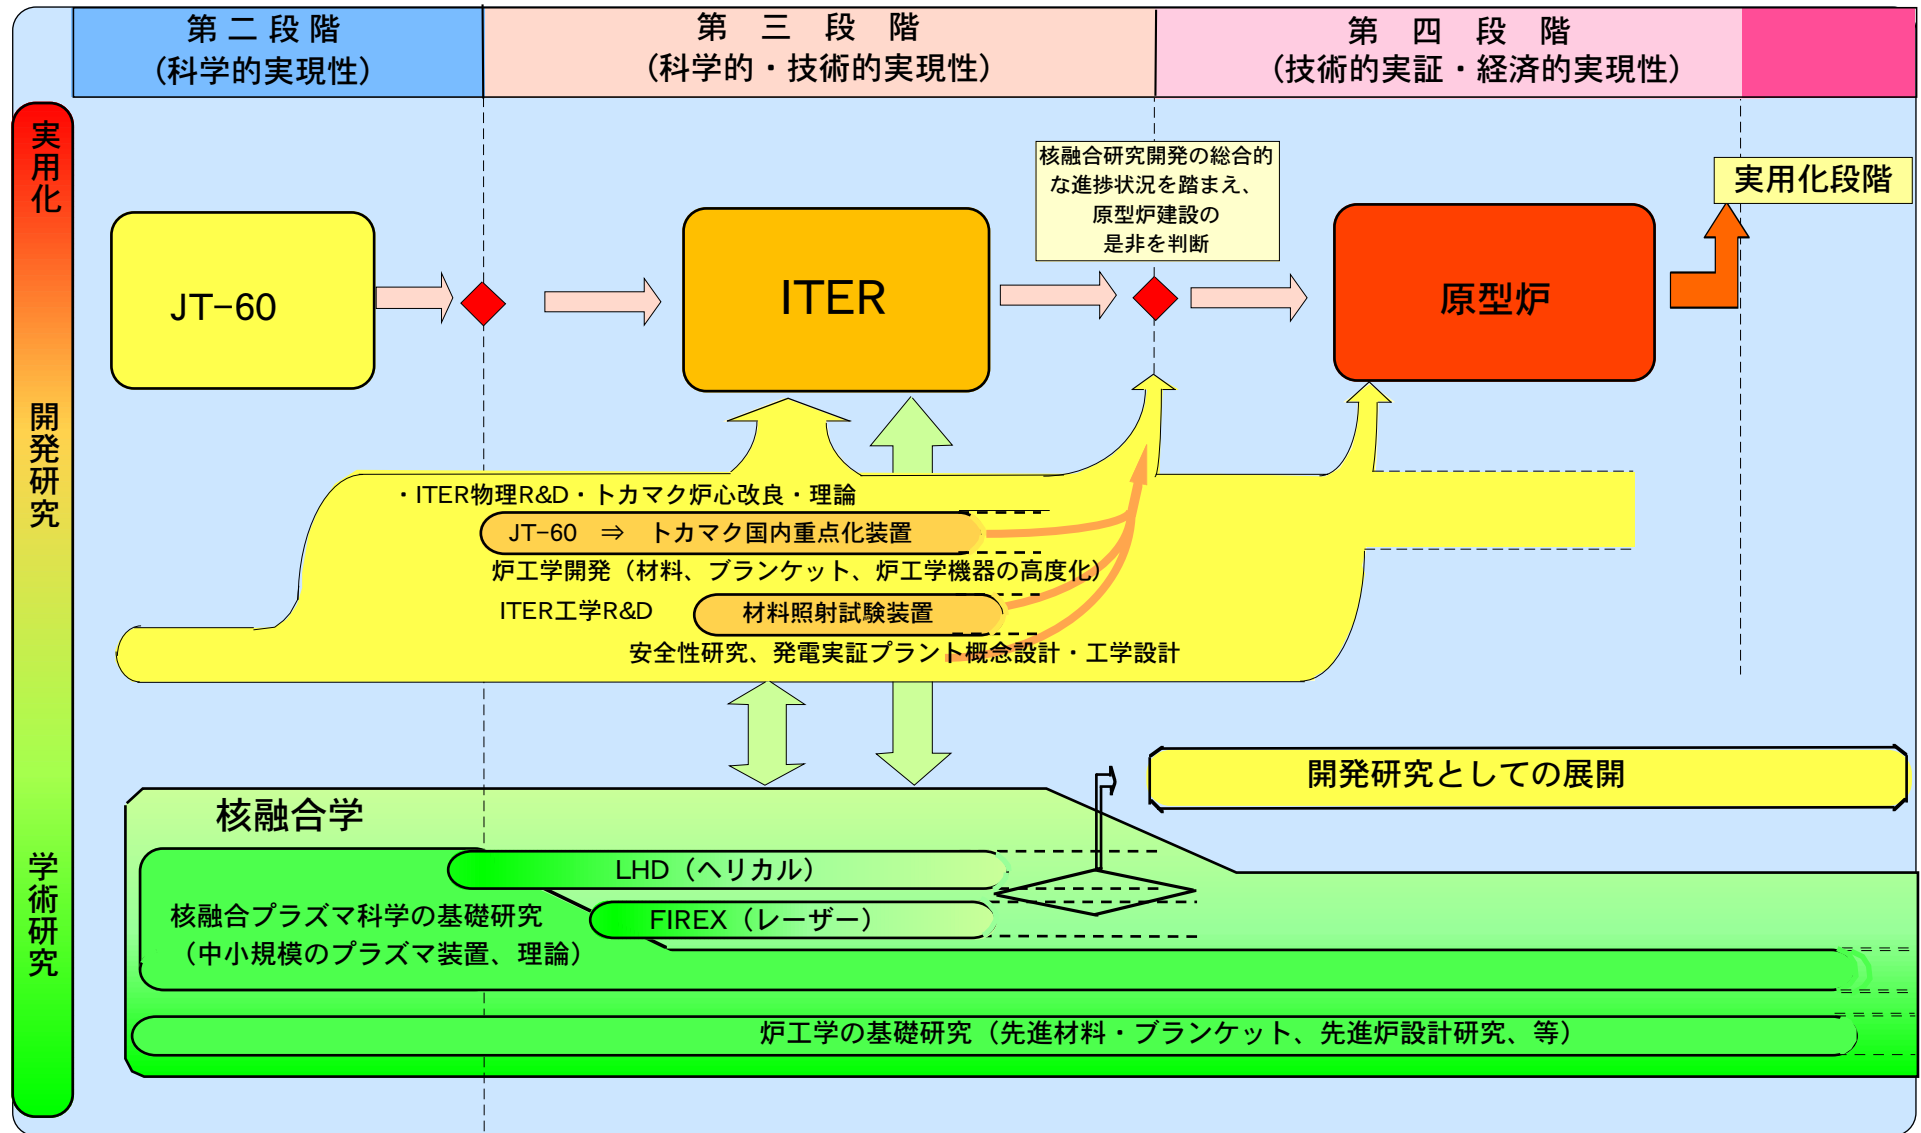 第二段階
(科学的実現性)
第三段階
(科学的・技術的実現性)
第四段階
(技術的実証・経済的実現性)
実用化
開発研究
学術研究
核融合研究開発の総合的
な進捗状況を踏まえ、
原型炉建設の
是非を判断
実用化段階
JT-60
ITER
原型炉
・ITER物理R&D・トカマク炉心改良・理論
JT-60 ⇒ トカマク国内重点化装置
炉工学開発（材料、ブランケット、炉工学機器の高度化）
ITER工学R&D
材料照射試験装置
安全性研究、発電実証プラント概念設計・工学設計
開発研究としての展開
核融合学
LHD（ヘリカル）
核融合プラズマ科学の基礎研究
（中小規模のプラズマ装置、理論）
FIREX（レーザー）
炉工学の基礎研究（先進材料・ブランケット、先進炉設計研究、等）